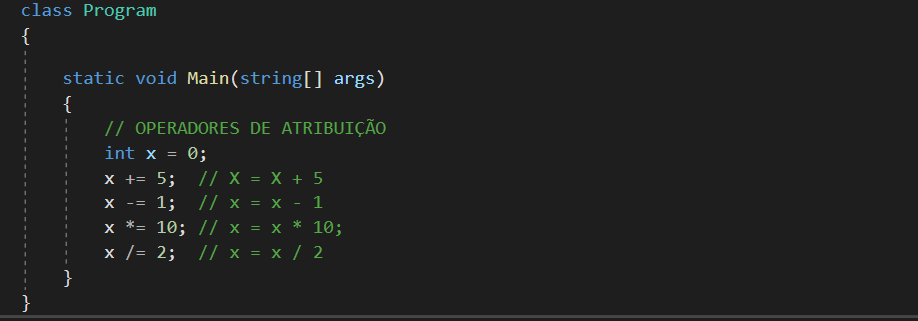 class Program
{
static void Main(string[] args)
{
// OPERADORES DE ATRIBUIÇÃO
int x = 0;
x += 5;  // X = X + 5
x -= 1;  // x = x - 1
x *= 10; // x = x * 10;
x /= 2;  // x = x / 2
}
}